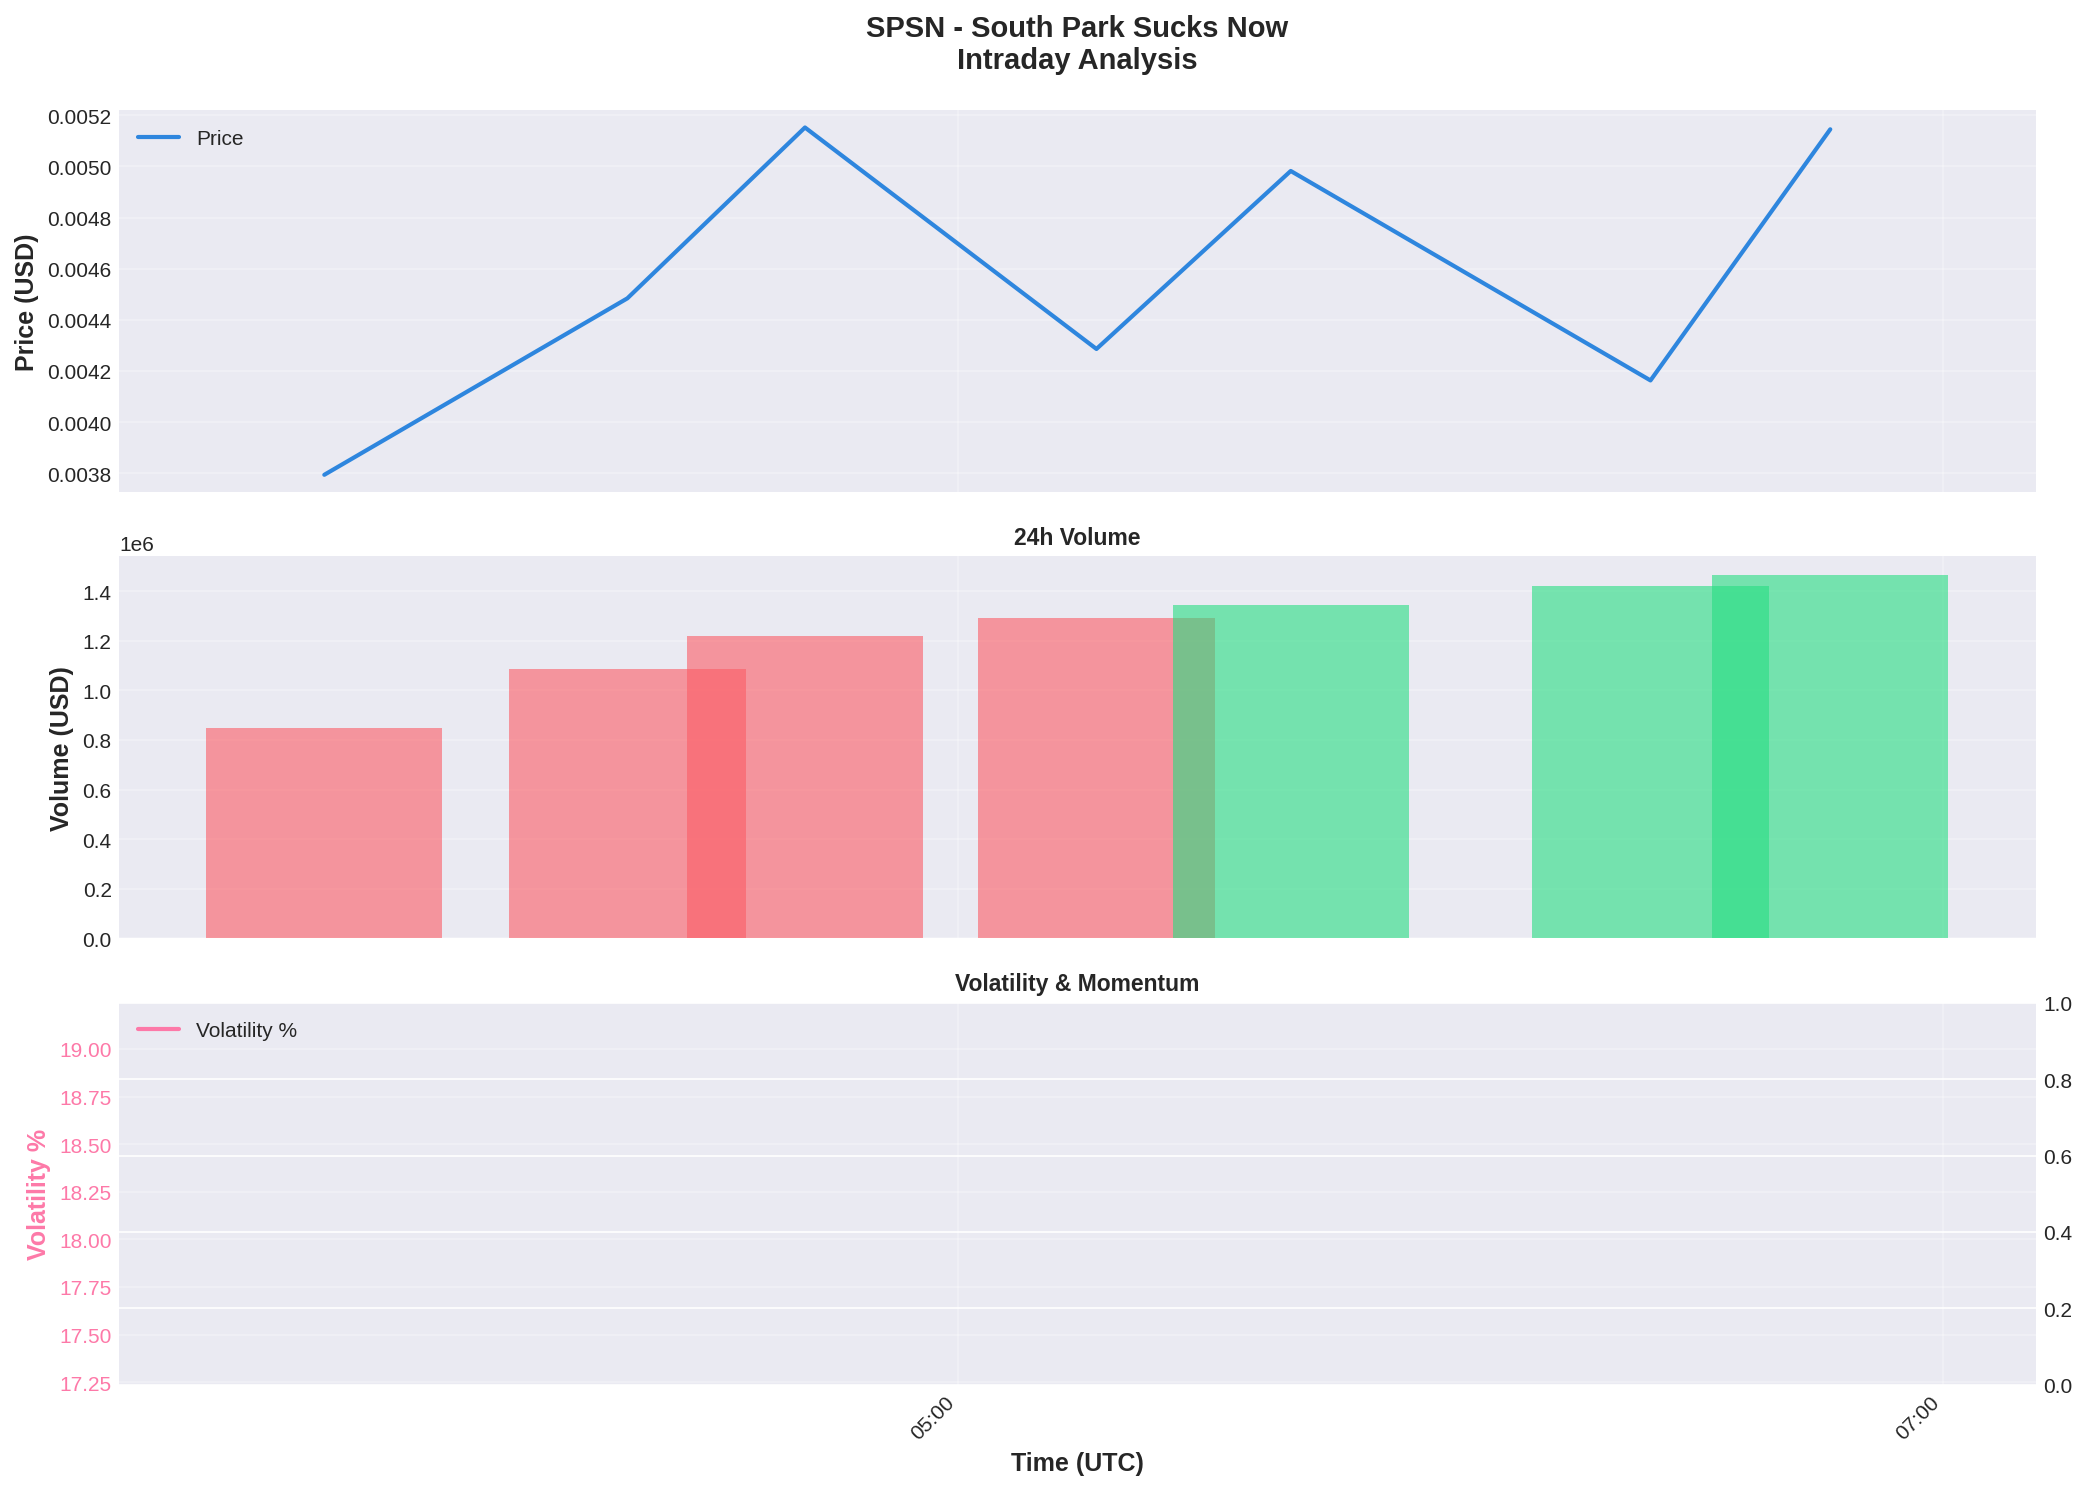 SPSN - South Park Sucks Now
Intraday Analysis
Price (USD)
0.0052
0.0050
0.0048
0.0046
0.0044
0.0042
0.0040
0.0038
Price
24h Volume
1e6
Volume (USD)
1.4
1.2
1.0
0.8
0.6
0.4
0.2
0.0
Volatility & Momentum
Volatility %
19.00
18.75
18.50
18.25
18.00
17.75
17.50
17.25
Volatility %
1.0
0.8
0.6
0.4
0.2
0.0
05:00
07:00
Time (UTC)